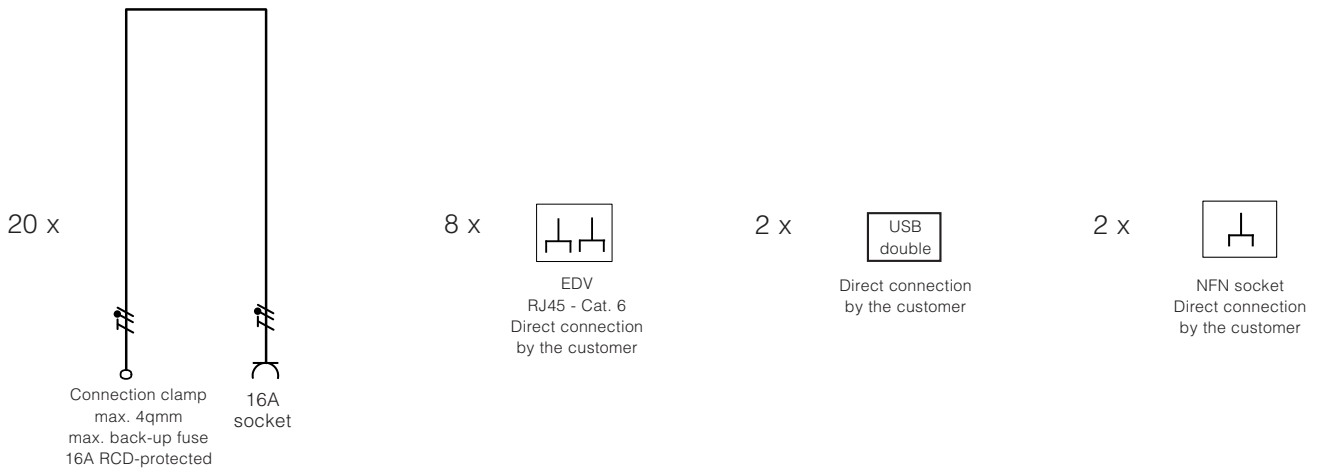 20 x
Connection clamp
max. 4qmm
max. back-up fuse
16A RCD-protected
16A
socket
8 x
EDV
RJ45 - Cat. 6
Direct connection
by the customer
2 x
USB
double
Direct connection
by the customer
2 x
NFN socket
Direct connection
by the customer